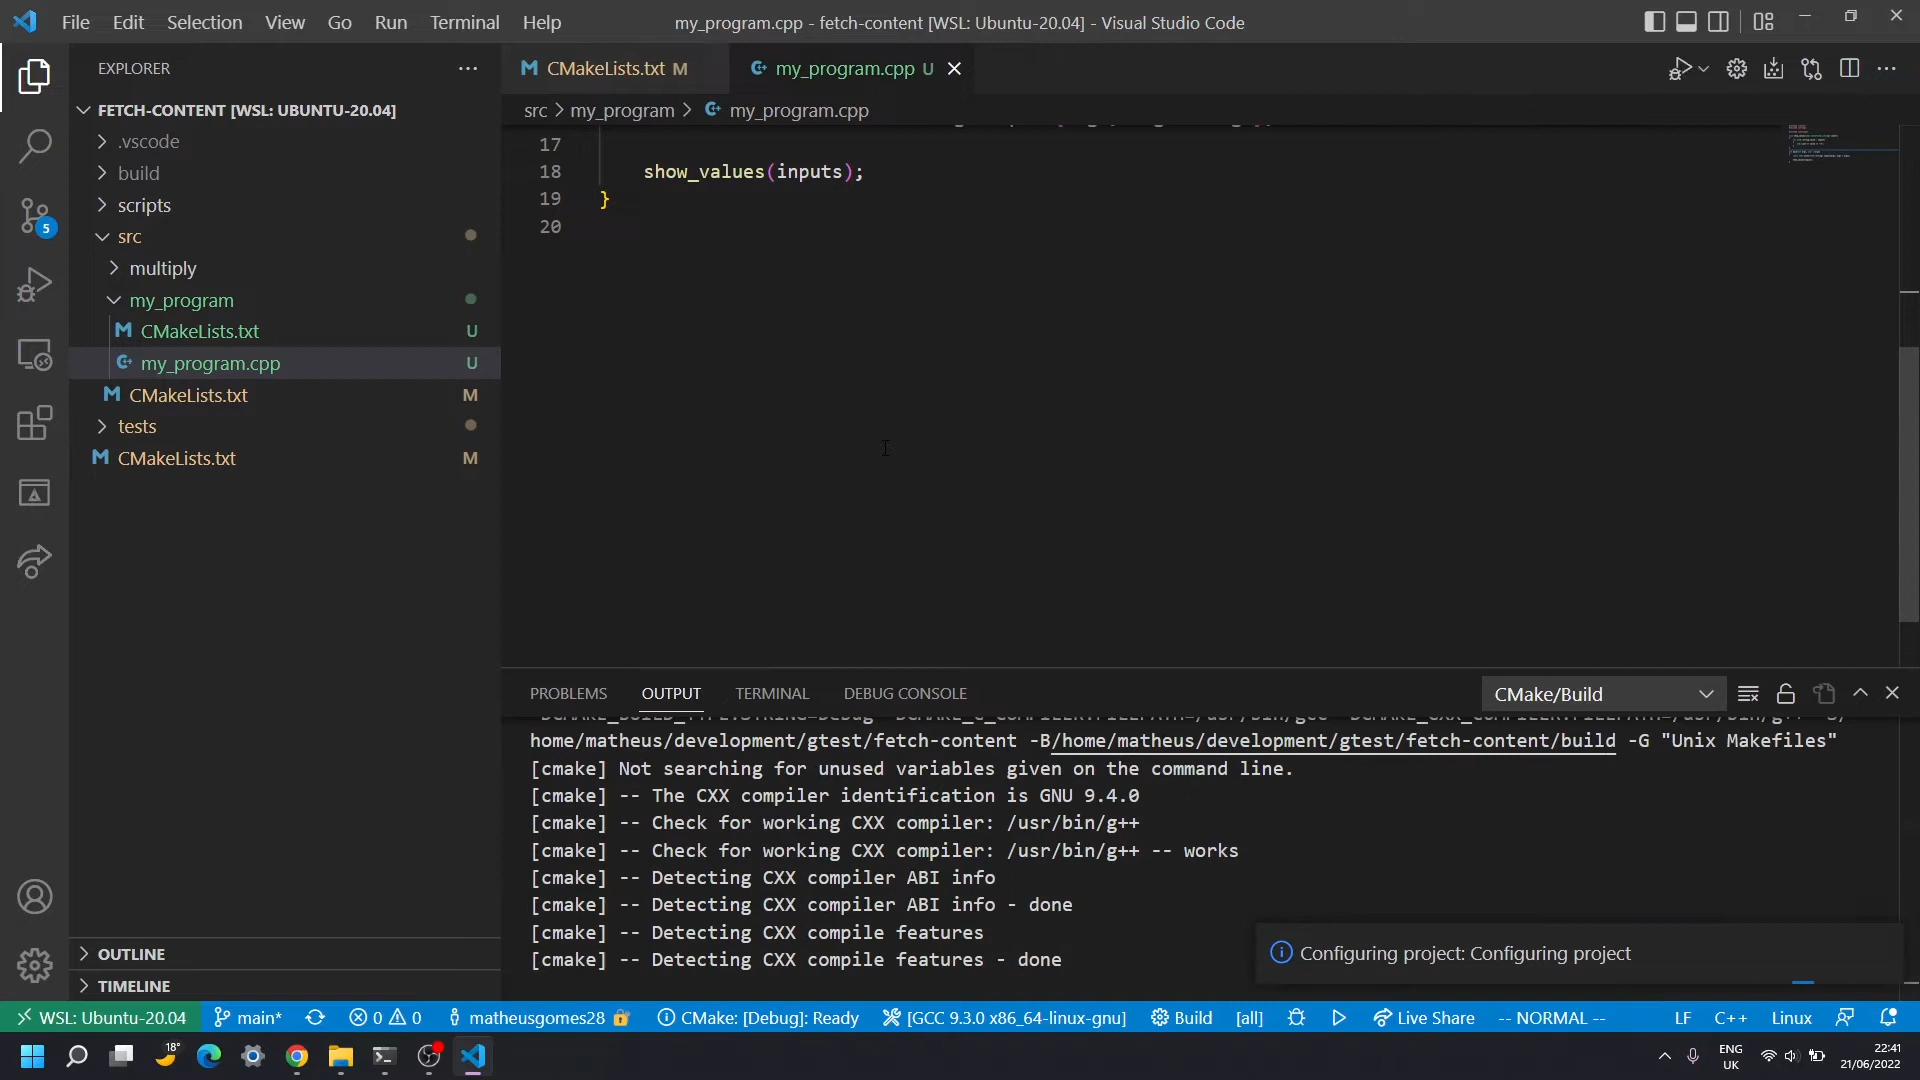 File Edit Selection View Go Run Terminal Help
my_program.cpp - fetch-content [WSL: Ubuntu-20.04] - Visual Studio Code
EXPLORER
FETCH-CONTENT [WSL: UBUNTU-20.04]
.vscode
build
scripts
src
multiply
my_program
CMakeLists.txt U
my_program.cpp U
CMakeLists.txt M
tests
CMakeLists.txt M
OUTLINE
TIMELINE
5
CMakeLists.txt M
my_program.cpp U
src > my_program > my_program.cpp
17
18 show_values(inputs);
19 }
20
PROBLEMS OUTPUT TERMINAL DEBUG CONSOLE
CMake/Build
home/matheus/development/gtest/fetch-content -B/home/matheus/development/gtest/fetch-content/build -G "Unix Makefiles"
[cmake] Not searching for unused variables given on the command line.
[cmake] -- The CXX compiler identification is GNU 9.4.0
[cmake] -- Check for working CXX compiler: /usr/bin/g++
[cmake] -- Check for working CXX compiler: /usr/bin/g++ -- works
[cmake] -- Detecting CXX compiler ABI info
[cmake] -- Detecting CXX compiler ABI info - done
[cmake] -- Detecting CXX compile features
[cmake] -- Detecting CXX compile features - done
Configuring project: Configuring project
WSL: Ubuntu-20.04 main* 0 0 matheusgomes28 CMake: [Debug]: Ready [GCC 9.3.0 x86_64-linux-gnu] Build [all] Live Share -- NORMAL -- LF C++ Linux
18°
ENG
UK
22:41
21/06/2022